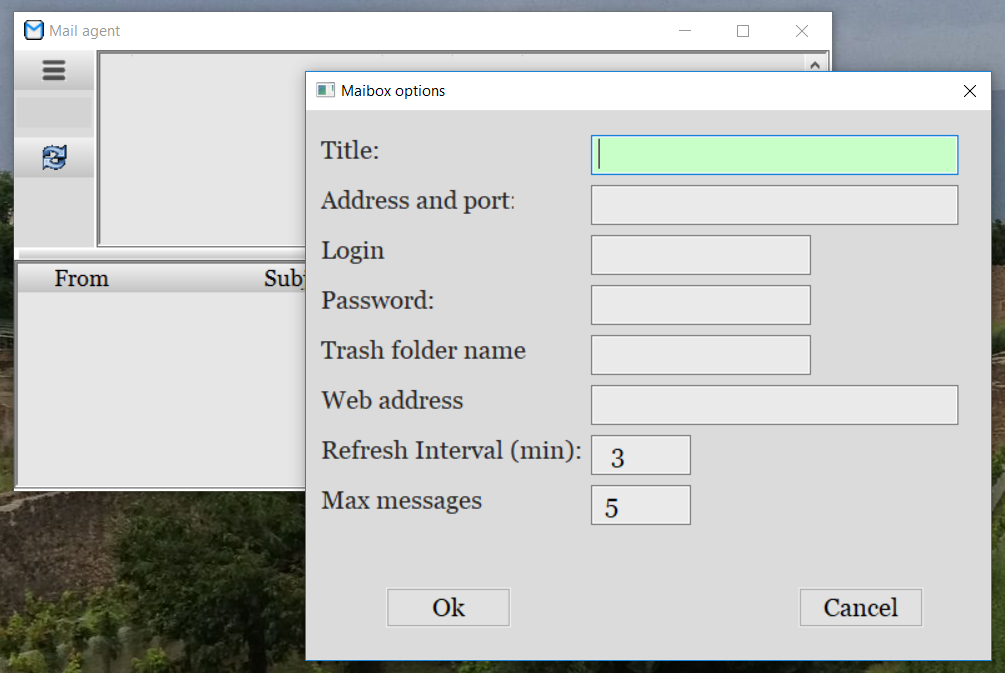 Mail agent
Maibox options
Title:
Address and port:
Login
From
Password:
Trash folder name
Web address
Refresh Interval (min):
3
Max messages
5
Ok
Cancel